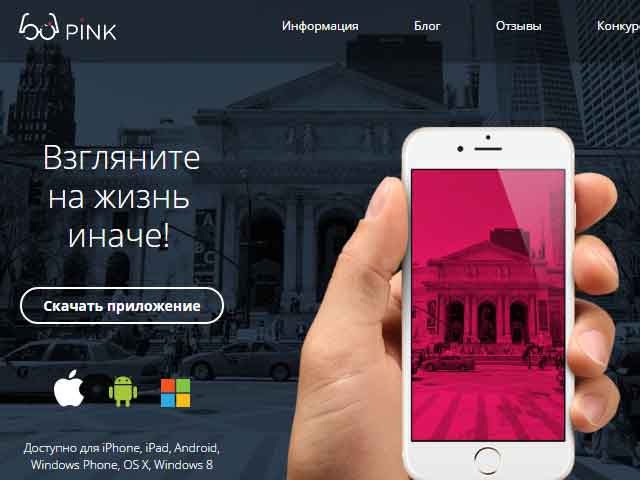 PINK
Информация
Блог
Отзывы
Конкур
Взгляните
на жизнь
иначе!
Скачать приложение
Доступно для iPhone, iPad, Android,
Windows Phone, OS X, Windows 8